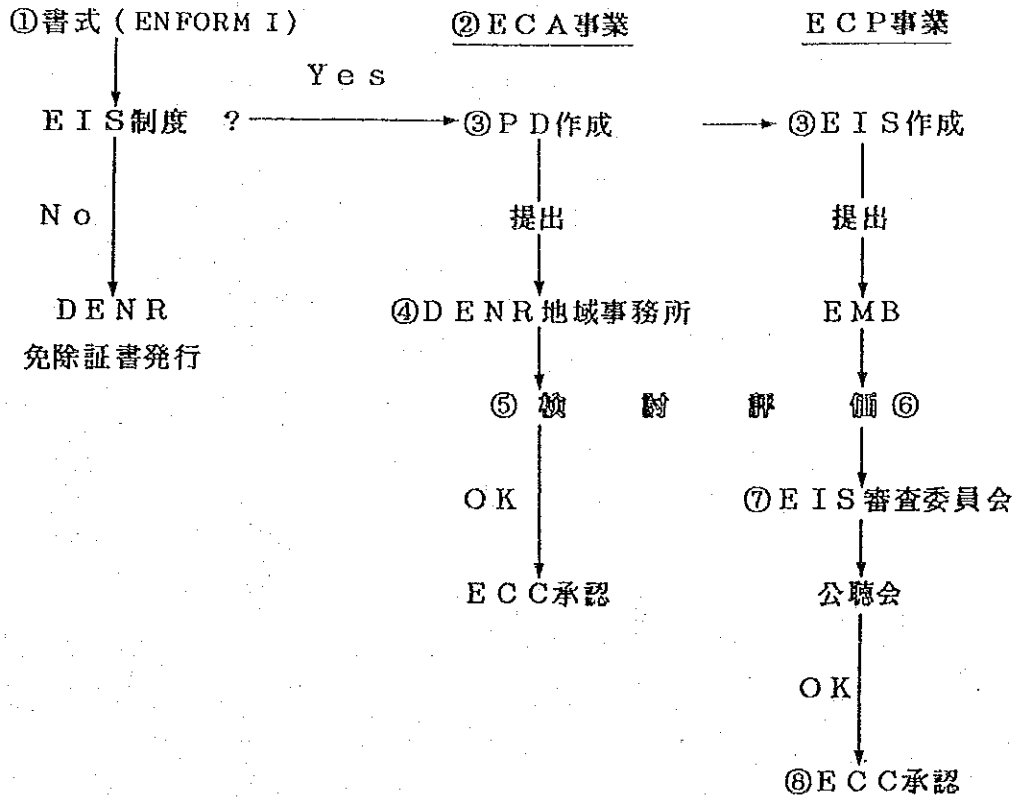 ①書式(ENFORM I) ②ECA事業 ECP事業
Yes
EIS制度 ? ③PD作成 ③EIS作成
No 提出 提出
DENR ④DENR地域事務所 EMB
免除証書発行
⑤検討評価⑥
OK ⑦EIS審査委員会
ECC承認 公聴会
OK
⑧ECC承認